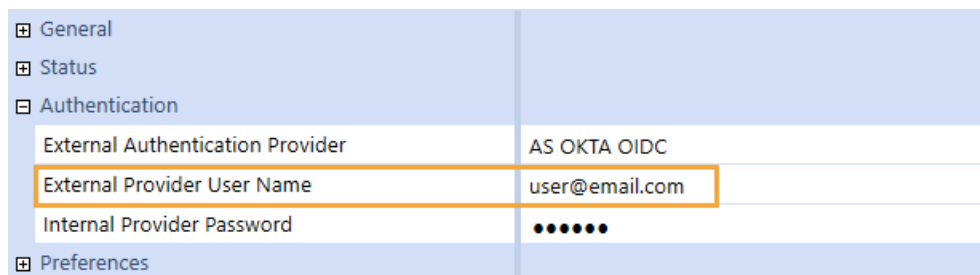 General
Status
Authentication
External Authentication Provider AS OKTA OIDC
External Provider User Name user@email.com
Internal Provider Password ●●●●●●
Preferences